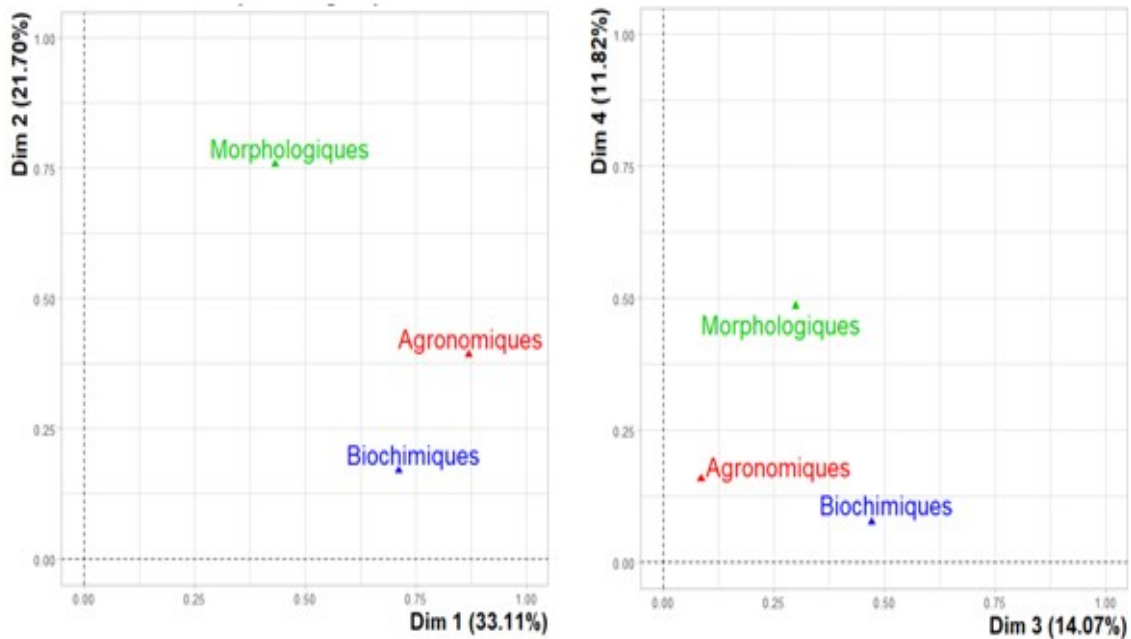 Dim 2 (21.70%)
1.00
0.75
0.50
0.25
0.00
Morphologiques
Agronomiques
Biochimiques
0.00 0.25 0.50 0.75 1.00
Dim 1 (33.11%)
Dim 4 (11.82%)
1.00
0.75
0.50
0.25
0.00
Morphologiques
Agronomiques
Biochimiques
0.00 0.25 0.50 0.75 1.00
Dim 3 (14.07%)